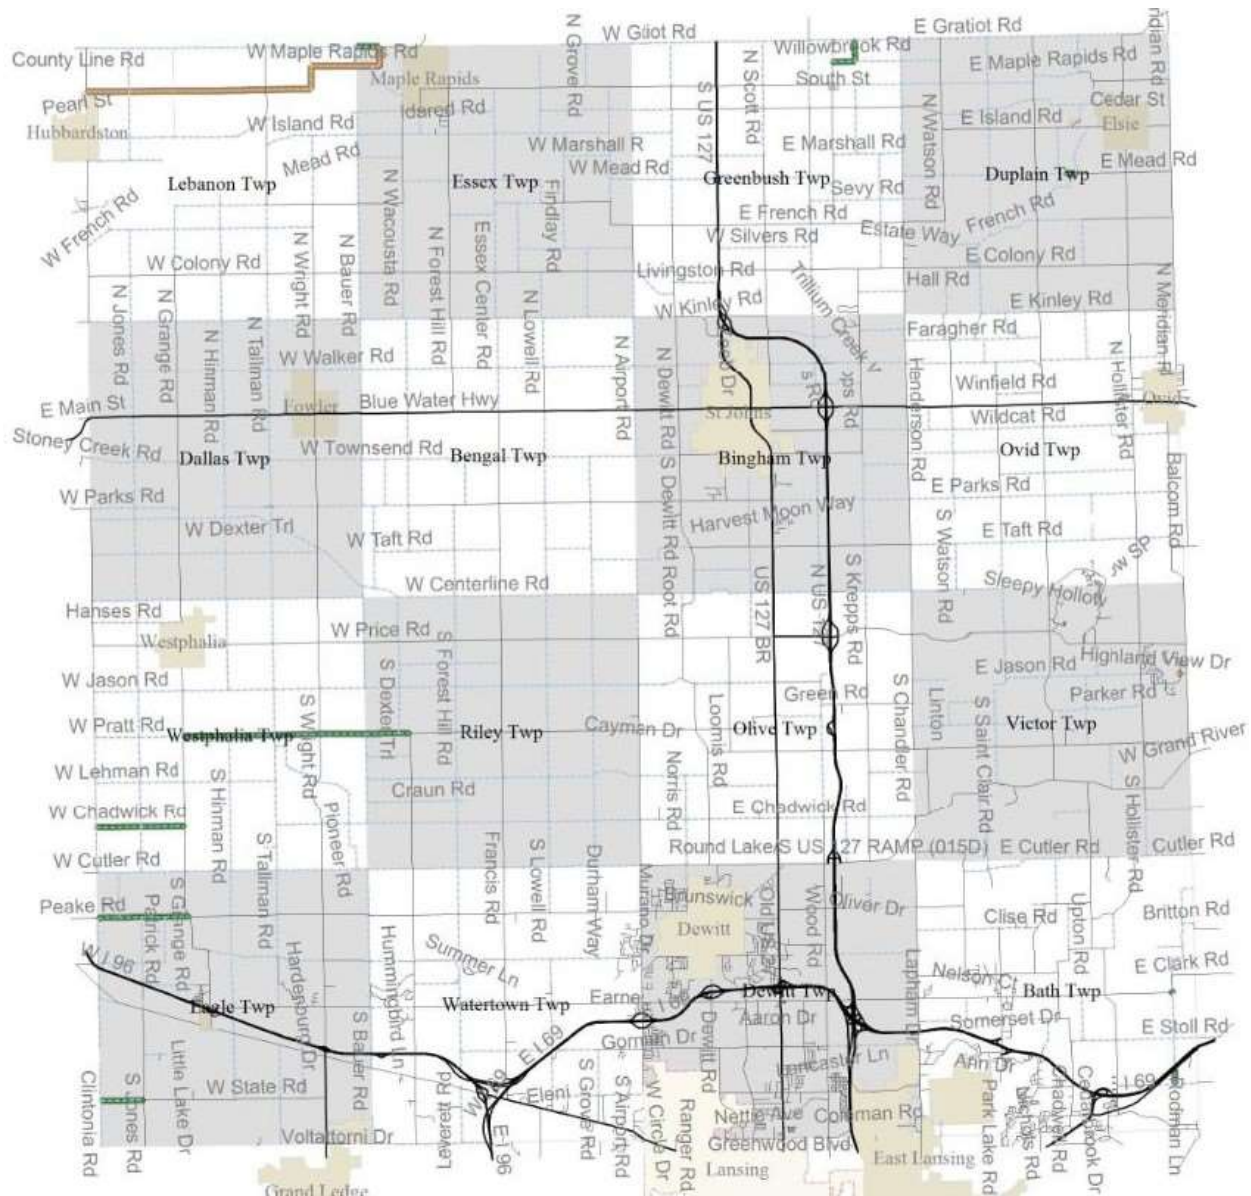 W Gliot Rd
E Gratiot Rd
County Line Rd
W Maple Rapids Rd
N Grove Rd
Willowbrook Rd
E Maple Rapids Rd
Maple Rapids
South St
N Scott Rd
Pearl St
Idared Rd
S US 127
Cedar St
Hubbardston
W Island Rd
E Island Rd
Elsie
Mead Rd
W Marshall R
E Marshall Rd
N Watson Rd
W Mead Rd
E Mead Rd
Lebanon Twp
Essex Twp
Greenbush Twp
Duplain Twp
Sevy Rd
W French Rd
N Wacousta Rd
Findlay Rd
E French Rd
French Rd
Estate Way
W Silvers Rd
N Wright Rd
N Bauer Rd
N Forest Hill Rd
Essex Center Rd
W Colony Rd
E Colony Rd
Livingston Rd
Hall Rd
W Kinley Rd
E Kinley Rd
N Meridian R
N Jones Rd
N Grange Rd
N Hinman Rd
N Tallman Rd
N Lowell Rd
N Airport Rd
N Dewitt Rd
Faragher Rd
N Hollister Rd
W Walker Rd
Henderson Rd
Winfield Rd
E Main St
Fowler
Blue Water Hwy
St Johns
Wildcat Rd
Ovid
Stoney Creek Rd
Dallas Twp
W Townsend Rd
Bengal Twp
Bingham Twp
Ovid Twp
S Dewitt Rd
Balcom Rd
W Parks Rd
E Parks Rd
Harvest Moon Way
W Dexter Trl
W Taft Rd
S Watson Rd
E Taft Rd
W Centerline Rd
Root Rd
US 127 BR
N US 127
S Krepps Rd
Sleepy Hollow
Hanses Rd
Westphalia
W Price Rd
S Forest Hill Rd
S Dexter Trl
E Jason Rd
Highland View Dr
W Jason Rd
Green Rd
S Chandler Rd
Linton
S Saint Clair Rd
Parker Rd
W Pratt Rd
Westphalia Twp
S Wright Rd
Riley Twp
Cayman Dr
Loomis Rd
Olive Twp
Victor Twp
W Grand River
W Lehman Rd
Norris Rd
S Hollister Rd
W Chadwick Rd
S Hinman Rd
Craun Rd
E Chadwick Rd
Pioneer Rd
W Cutler Rd
S Tallman Rd
Francis Rd
S Lowell Rd
Durham Way
Round Lake/S US 127 RAMP (015D)
E Cutler Rd
Cutler Rd
Peake Rd
Patrick Rd
S Grange Rd
Murano Dr
Brunswick
Wood Rd
Oliver Dr
Clise Rd
Upton Rd
Britton Rd
Dewitt
W I 96
Summer Ln
Hummingbird Ln
Lapham Dr
Nelson Ct
E Clark Rd
Eagle Twp
Hardenburg Dr
Watertown Twp
Dewitt Twp
Bath Twp
S Bauer Rd
E I 69
Gorman Dr
Dewitt Rd
Aaron Dr
Somerset Dr
E Stoll Rd
Clintonia Rd
S Jones Rd
Little Lake Dr
W State Rd
Eleni
Lancaster Ln
Ann Dr
I 69
S Grove Rd
S Airport Rd
W Circle Dr
Ranger Rd
Nettie Ave
Coleman Rd
Park Lake Rd
Nichols Rd
Chadwick Rd
Cedarbrook Dr
Woodman Ln
Voltattorni Dr
Leverett Rd
E I 96
Greenwood Blvd
Grand Ledge
Lansing
East Lansing